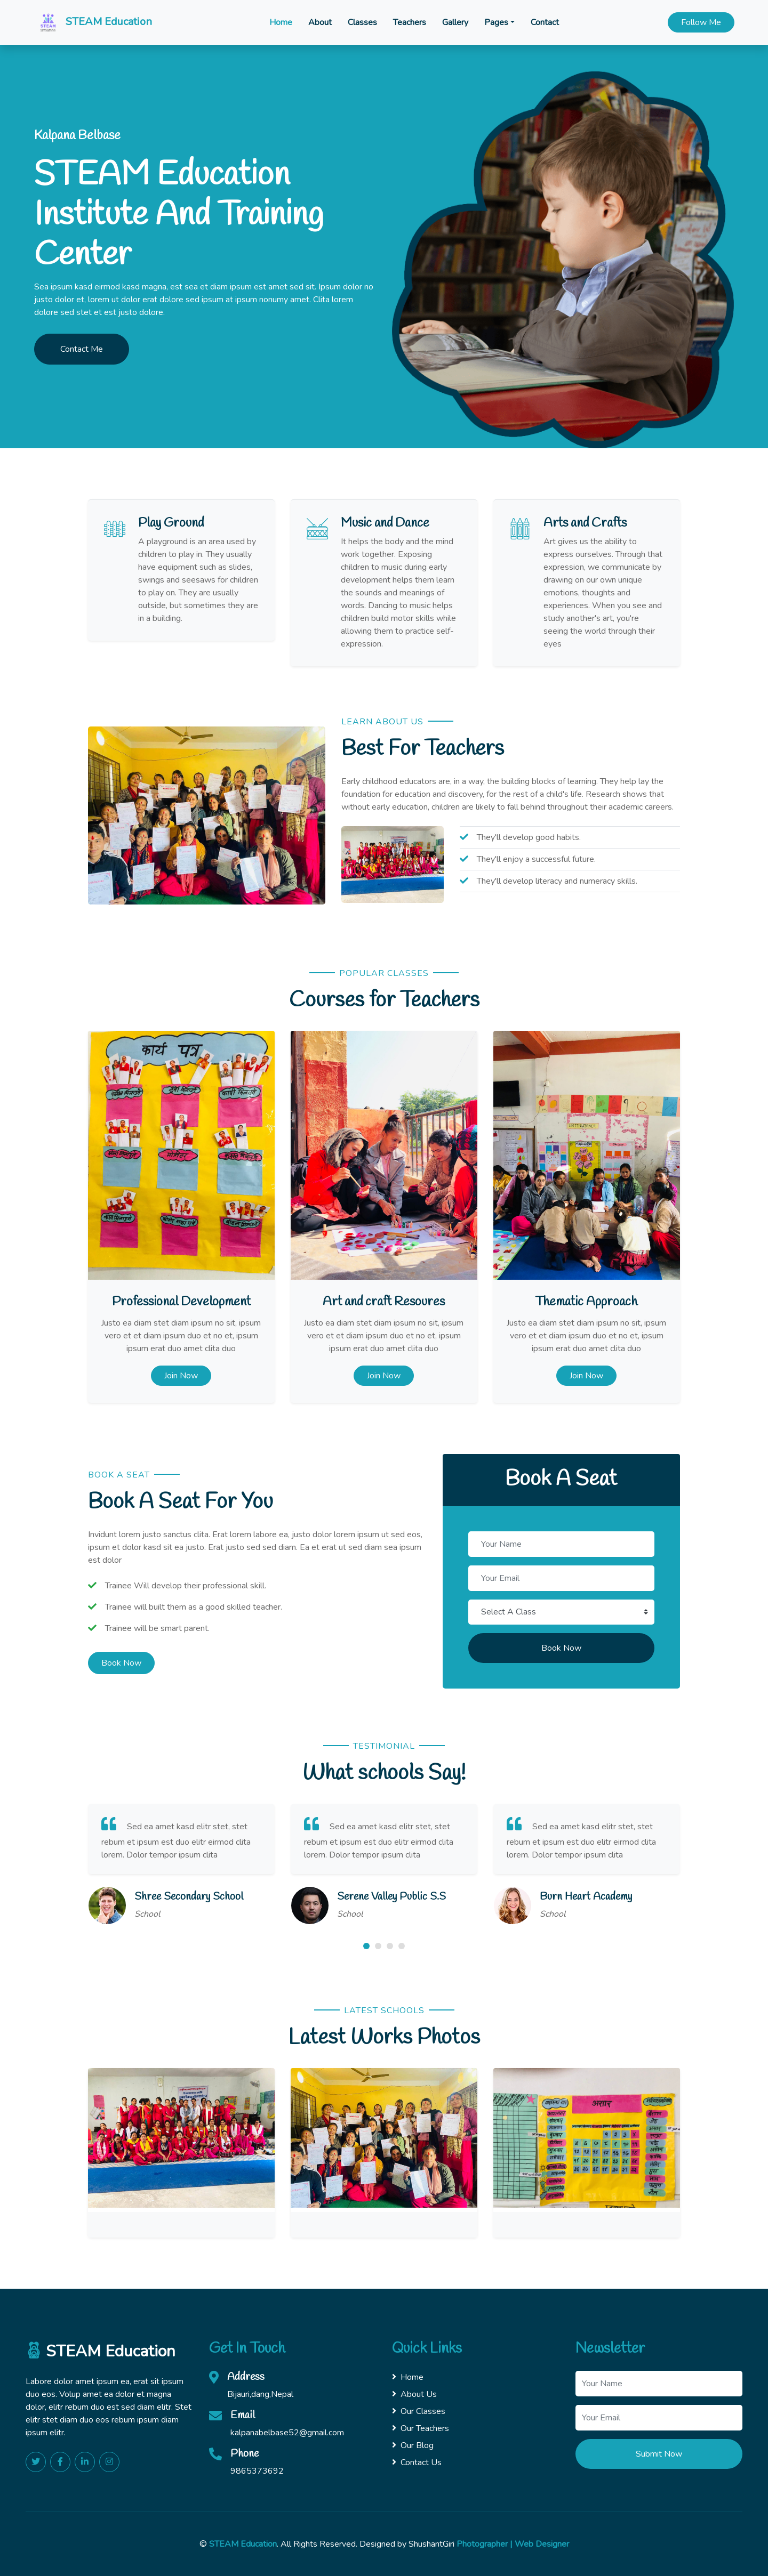 STEAM Education
Home About Classes Teachers Gallery Pages Contact
Follow Me
Kalpana Belbase
STEAM Education
Institute And Training
Center
Sea ipsum kasd eirmod kasd magna, est sea et diam ipsum est amet sed sit. Ipsum dolor no
justo dolor et, lorem ut dolor erat dolore sed ipsum at ipsum nonumy amet. Clita lorem
dolore sed stet et est justo dolore.
Contact Me
Play Ground
A playground is an area used by
children to play in. They usually
have equipment such as slides,
swings and seesaws for children
to play on. They are usually
outside, but sometimes they are
in a building.
Music and Dance
It helps the body and the mind
work together. Exposing
children to music during early
development helps them learn
the sounds and meanings of
words. Dancing to music helps
children build motor skills while
allowing them to practice self-
expression.
Arts and Crafts
Art gives us the ability to
express ourselves. Through that
expression, we communicate by
drawing on our own unique
emotions, thoughts and
experiences. When you see and
study another's art, you're
seeing the world through their
eyes
LEARN ABOUT US
Best For Teachers
Early childhood educators are, in a way, the building blocks of learning. They help lay the
foundation for education and discovery, for the rest of a child's life. Research shows that
without early education, children are likely to fall behind throughout their academic careers.
They'll develop good habits.
They'll enjoy a successful future.
They'll develop literacy and numeracy skills.
POPULAR CLASSES
Courses for Teachers
कार्य पत्र
Professional Development
Justo ea diam stet diam ipsum no sit, ipsum
vero et et diam ipsum duo et no et, ipsum
ipsum erat duo amet clita duo
Join Now
Art and craft Resoures
Justo ea diam stet diam ipsum no sit, ipsum
vero et et diam ipsum duo et no et, ipsum
ipsum erat duo amet clita duo
Join Now
Thematic Approach
Justo ea diam stet diam ipsum no sit, ipsum
vero et et diam ipsum duo et no et, ipsum
ipsum erat duo amet clita duo
Join Now
BOOK A SEAT
Book A Seat For You
Invidunt lorem justo sanctus clita. Erat lorem labore ea, justo dolor lorem ipsum ut sed eos,
ipsum et dolor kasd sit ea justo. Erat justo sed sed diam. Ea et erat ut sed diam sea ipsum
est dolor
Trainee Will develop their professional skill.
Trainee will built them as a good skilled teacher.
Trainee will be smart parent.
Book Now
Book A Seat
Your Name
Your Email
Select A Class
Book Now
TESTIMONIAL
What schools Say!
Sed ea amet kasd elitr stet, stet
rebum et ipsum est duo elitr eirmod clita
lorem. Dolor tempor ipsum clita
Shree Secondary School
School
Sed ea amet kasd elitr stet, stet
rebum et ipsum est duo elitr eirmod clita
lorem. Dolor tempor ipsum clita
Serene Valley Public S.S
School
Sed ea amet kasd elitr stet, stet
rebum et ipsum est duo elitr eirmod clita
lorem. Dolor tempor ipsum clita
Burn Heart Academy
School
LATEST SCHOOLS
Latest Works Photos
असार
STEAM Education
Labore dolor amet ipsum ea, erat sit ipsum
duo eos. Volup amet ea dolor et magna
dolor, elitr rebum duo est sed diam elitr. Stet
elitr stet diam duo eos rebum ipsum diam
ipsum elitr.
Get In Touch
Address
Bijauri,dang,Nepal
Email
kalpanabelbase52@gmail.com
Phone
9865373692
Quick Links
Home
About Us
Our Classes
Our Teachers
Our Blog
Contact Us
Newsletter
Your Name
Your Email
Submit Now
© STEAM Education. All Rights Reserved. Designed by ShushantGiri Photographer | Web Designer